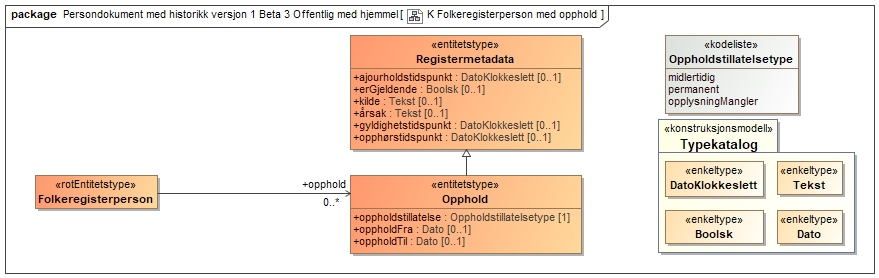 package Persondokument med historikk versjon 1 Beta 3 Offentlig med hjemmel[ K Folkeregisterperson med opphold ]
«entitetstype»
Registermetadata
+ajourholdstidspunkt : DatoKlokkeslett [0..1]
+erGjeldende : Boolsk [0..1]
+kilde : Tekst [0..1]
+årsak : Tekst [0..1]
+gyldighetstidspunkt : DatoKlokkeslett [0..1]
+opphørstidspunkt : DatoKlokkeslett [0..1]
«kodeliste»
Oppholdstillatelsetype
midlertidig
permanent
opplysningMangler
«konstruksjonsmodell»
Typekatalog
«enkeltype»
DatoKlokkeslett
«enkeltype»
Tekst
«enkeltype»
Boolsk
«enkeltype»
Dato
«rotEntitetstype»
Folkeregisterperson
+opphold
0..*
«entitetstype»
Opphold
+oppholdstillatelse : Oppholdstillatelsetype [1]
+oppholdFra : Dato [0..1]
+oppholdTil : Dato [0..1]